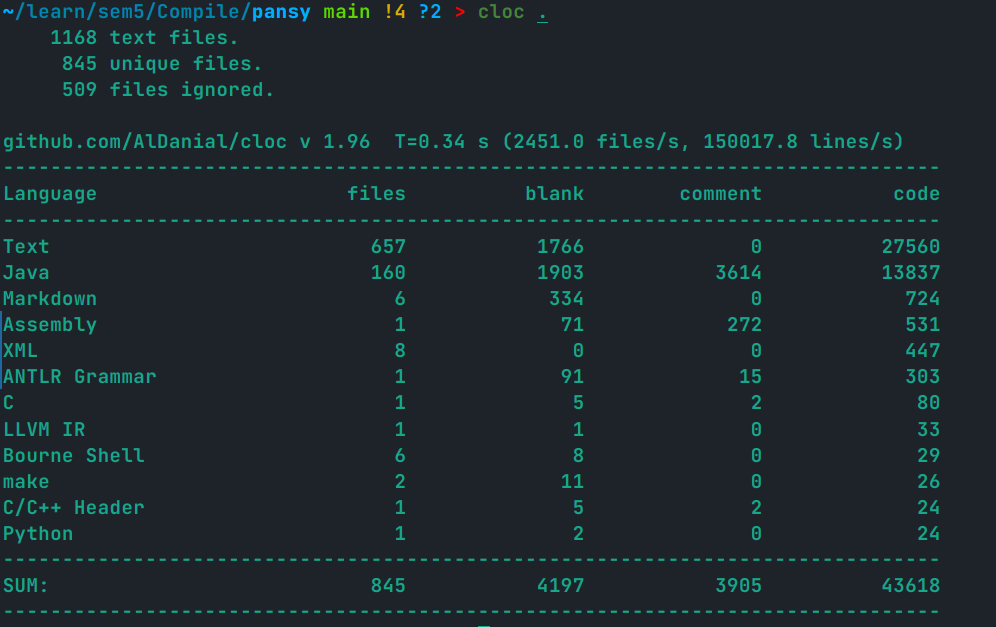 ~/learn/sem5/Compile/pansy main !4 ?2 > cloc .
    1168 text files.
     845 unique files.
     509 files ignored.

github.com/AlDanial/cloc v 1.96  T=0.34 s (2451.0 files/s, 150017.8 lines/s)
-------------------------------------------------------------------------------
Language                     files          blank        comment           code
-------------------------------------------------------------------------------
Text                           657           1766              0          27560
Java                           160           1903           3614          13837
Markdown                         6            334              0            724
Assembly                         1             71            272            531
XML                              8              0              0            447
ANTLR Grammar                    1             91             15            303
C                                1              5              2             80
LLVM IR                          1              1              0             33
Bourne Shell                     6              8              0             29
make                             2             11              0             26
C/C++ Header                     1              5              2             24
Python                           1              2              0             24
-------------------------------------------------------------------------------
SUM:                           845           4197           3905          43618
-------------------------------------------------------------------------------